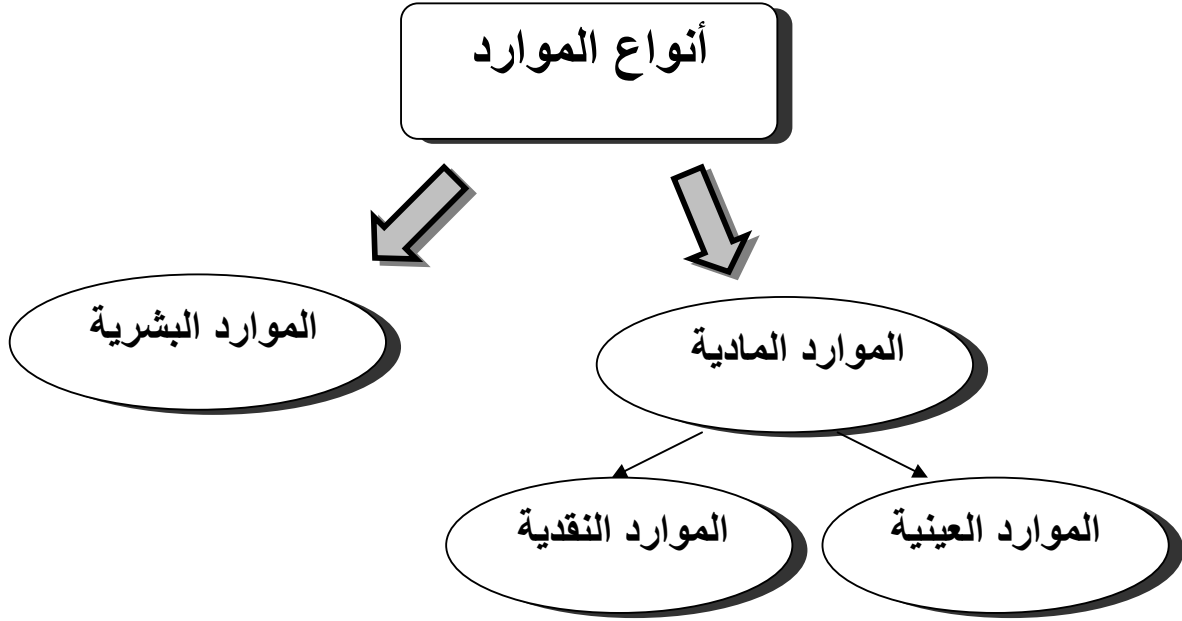 أنواع الموارد
الموارد المادية
الموارد البشرية
الموارد العينية
الموارد النقدية